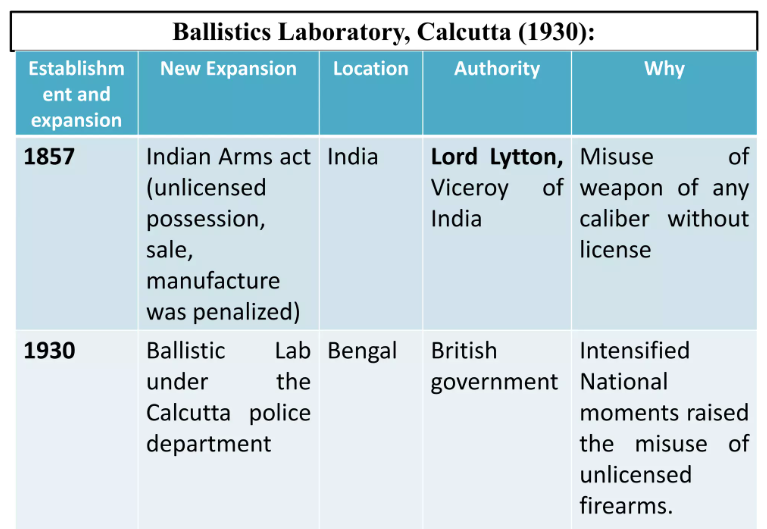 Ballistics Laboratory, Calcutta (1930):
Establishm
ent and
expansion
New Expansion
Location
Authority
Why
1857
Indian Arms act
(unlicensed
possession,
sale,
manufacture
was penalized)
India
Lord Lytton,
Viceroy of
India
Misuse of
weapon of any
caliber without
license
1930
Ballistic Lab
under the
Calcutta police
department
Bengal
British
government
Intensified
National
moments raised
the misuse of
unlicensed
firearms.